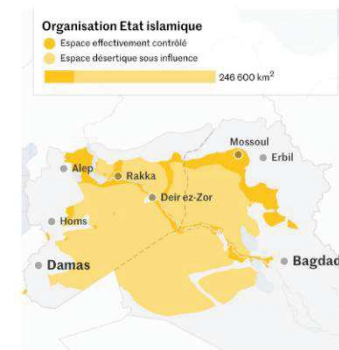 Organisation Etat islamique
Espace effectivement contrôlé
Espace désertique sous influence
246 600 km²
Mossoul
Erbil
Alep
Rakka
Deir ez-Zor
Homs
Damas
Bagdad